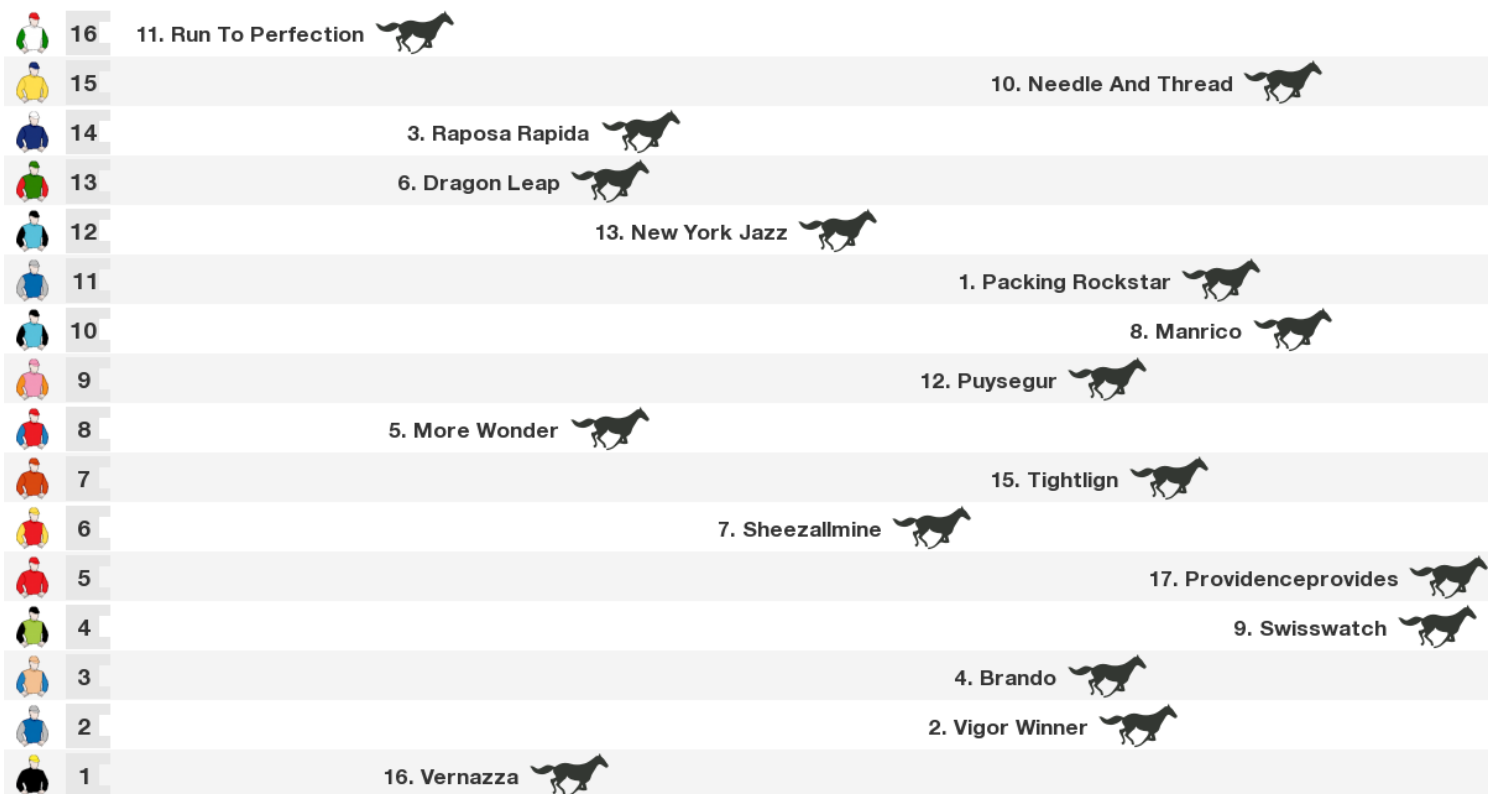 16 11. Run To Perfection
15 10. Needle And Thread
14 3. Raposa Rapida
13 6. Dragon Leap
12 13. New York Jazz
11 1. Packing Rockstar
10 8. Manrico
9 12. Puysegur
8 5. More Wonder
7 15. Tightlign
6 7. Sheezallmine
5 17. Providenceprovides
4 9. Swisswatch
3 4. Brando
2 2. Vigor Winner
1 16. Vernazza